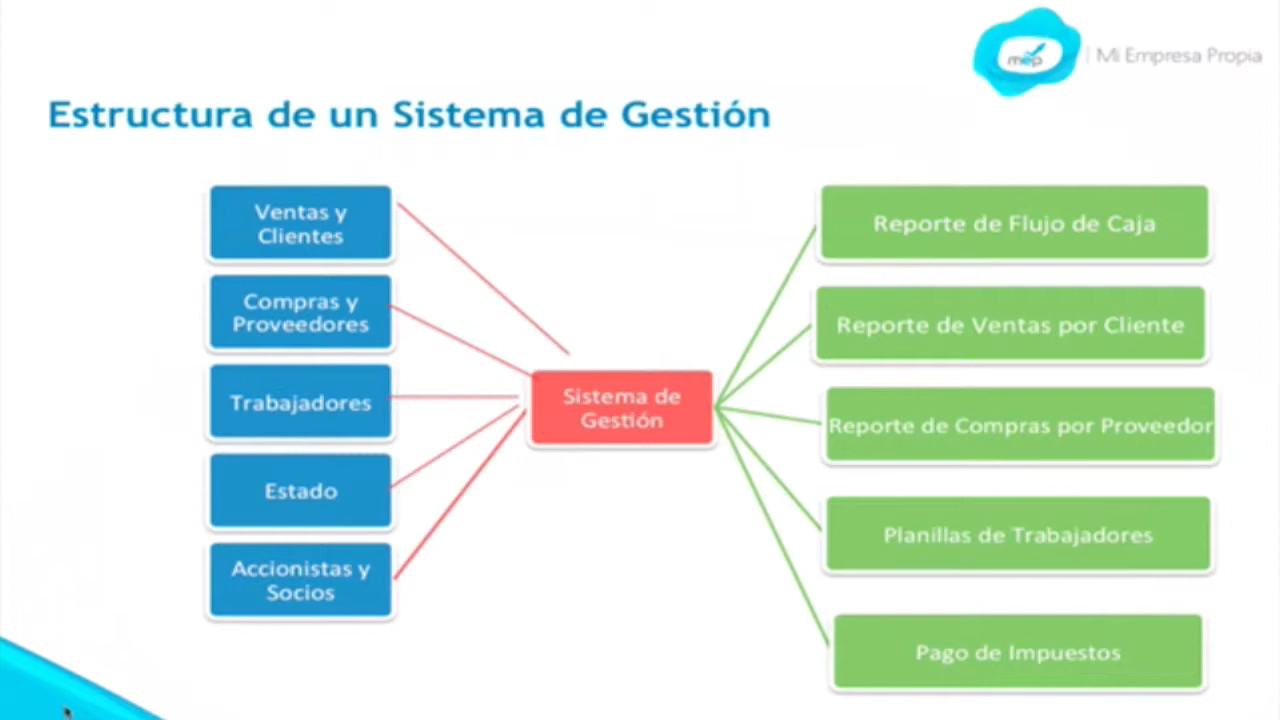 mep
Mi Empresa Propia
Estructura de un Sistema de Gestión
Ventas y
Clientes
Compras y
Proveedores
Trabajadores
Estado
Accionistas y
Socios
Sistema de
Gestión
Reporte de Flujo de Caja
Reporte de Ventas por Cliente
Reporte de Compras por Proveedor
Planillas de Trabajadores
Pago de Impuestos